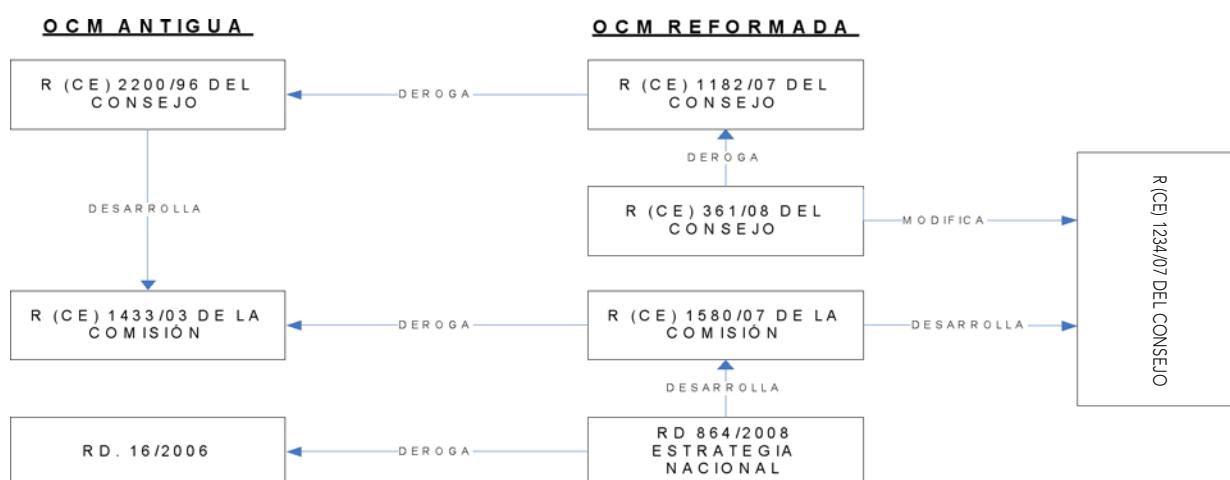 OCM ANTIGUA
OCM REFORMADA
R (CE) 2200/96 DEL
CONSEJO
DEROGA
R (CE) 1182/07 DEL
CONSEJO
DEROGA
DESARROLLA
R (CE) 361/08 DEL
CONSEJO
MODIFICA
R (CE) 1234/07 DEL CONSEJO
R (CE) 1433/03 DE LA
COMISIÓN
DEROGA
R (CE) 1580/07 DE LA
COMISIÓN
DESARROLLA
DESARROLLA
RD. 16/2006
DEROGA
RD 864/2008
ESTRATEGIA
NACIONAL